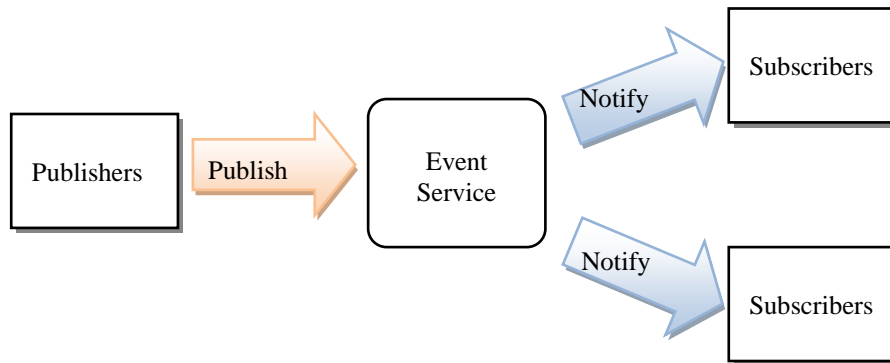 Publishers
Publish
Event
Service
Notify
Subscribers
Notify
Subscribers